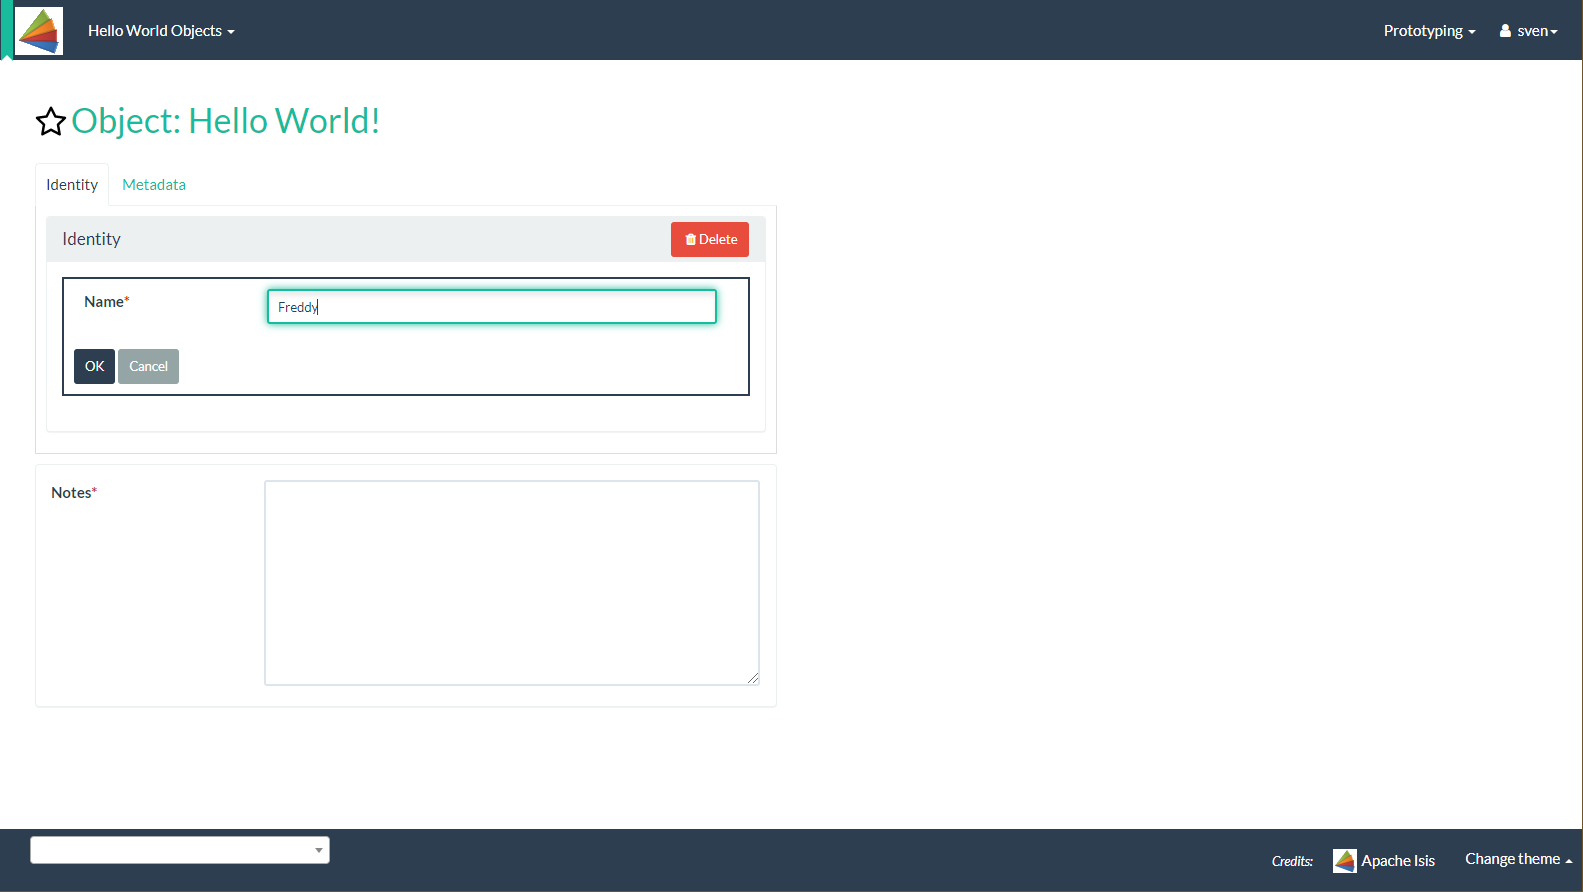 Hello World Objects
Prototyping
sven
Object: Hello World!
Identity Metadata
Identity
Delete
Name*
Freddy
OK Cancel
Notes*
Credits:
Apache Isis
Change theme